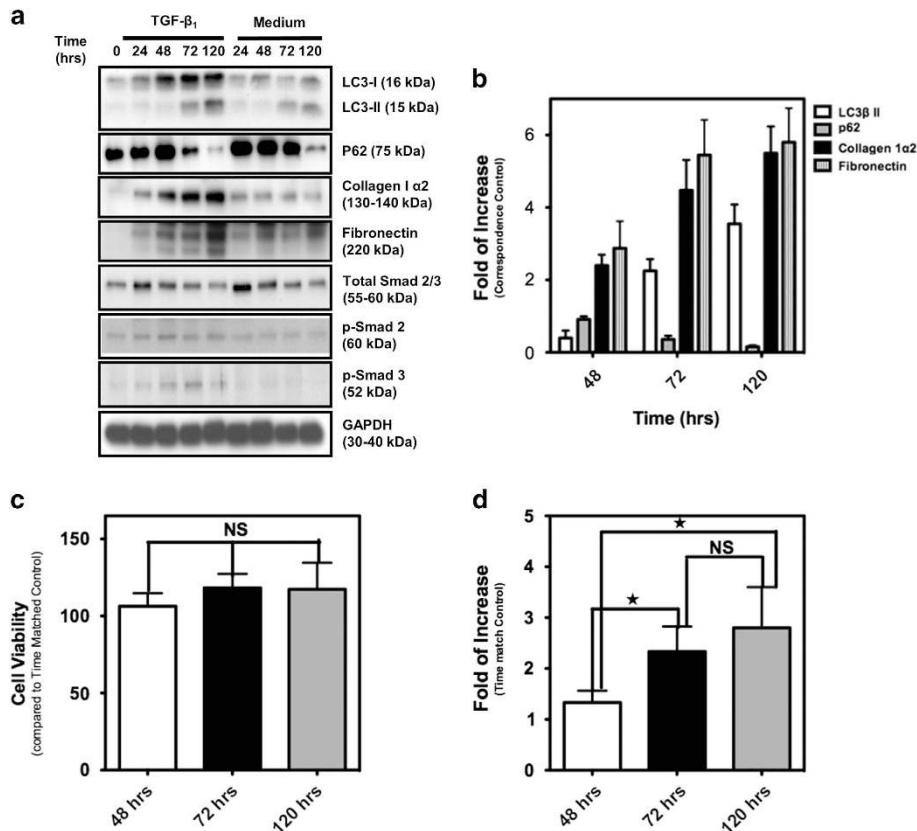 a
TGF-β₁ Medium
Time (hrs) 0 24 48 72 120 24 48 72 120
LC3-I (16 kDa)
LC3-II (15 kDa)
P62 (75 kDa)
Collagen I α2
(130-140 kDa)
Fibronectin
(220 kDa)
Total Smad 2/3
(55-60 kDa)
p-Smad 2
(60 kDa)
p-Smad 3
(52 kDa)
GAPDH
(30-40 kDa)
b
Fold of Increase
(Correspondence Control)
6
4
2
0
48 72 120
Time (hrs)
LC3β II
p62
Collagen 1α2
Fibronectin
c
Cell Viability
(compared to Time Matched Control)
150
100
50
0
NS
48 hrs 72 hrs 120 hrs
d
Fold of Increase
(Time match Control)
5
4
3
2
1
0
★
NS
★
48 hrs 72 hrs 120 hrs